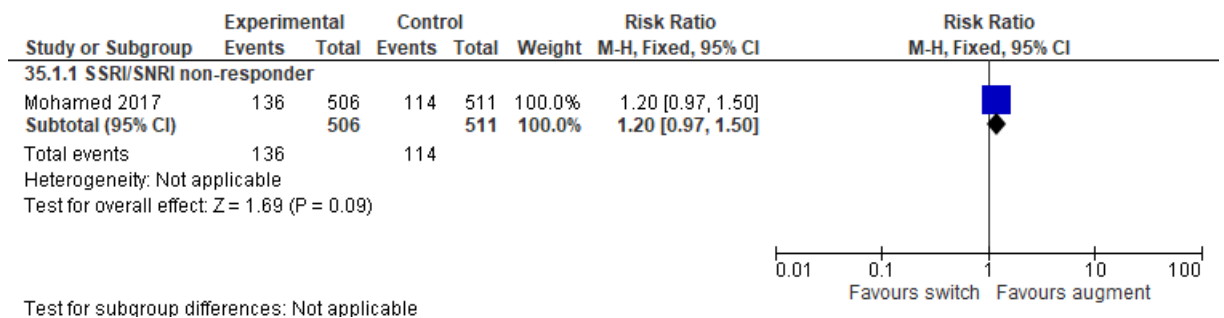 Experimental Control Risk Ratio Risk Ratio
Study or Subgroup Events Total Events Total Weight M-H, Fixed, 95% CI M-H, Fixed, 95% CI
35.1.1 SSRI/SNRI non-responder
Mohamed 2017 136 506 114 511 100.0% 1.20 [0.97, 1.50]
Subtotal (95% CI) 506 511 100.0% 1.20 [0.97, 1.50]
Total events 136 114
Heterogeneity: Not applicable
Test for overall effect: Z = 1.69 (P = 0.09)
0.01 0.1 1 10 100
Favours switch Favours augment
Test for subgroup differences: Not applicable